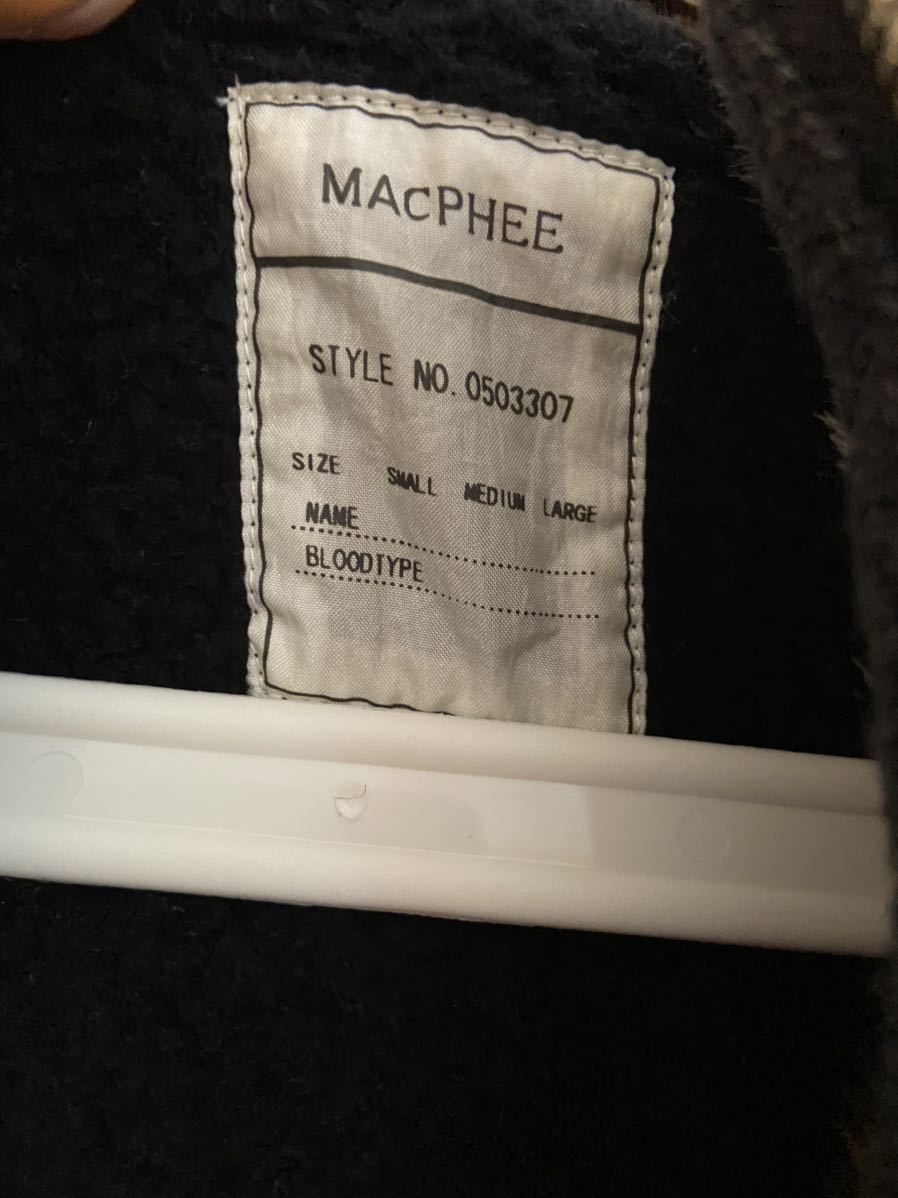 MACPHEE
STYLE NO. 0503307
SIZE SMALL MEDIUM LARGE
NAME
BLOODTYPE